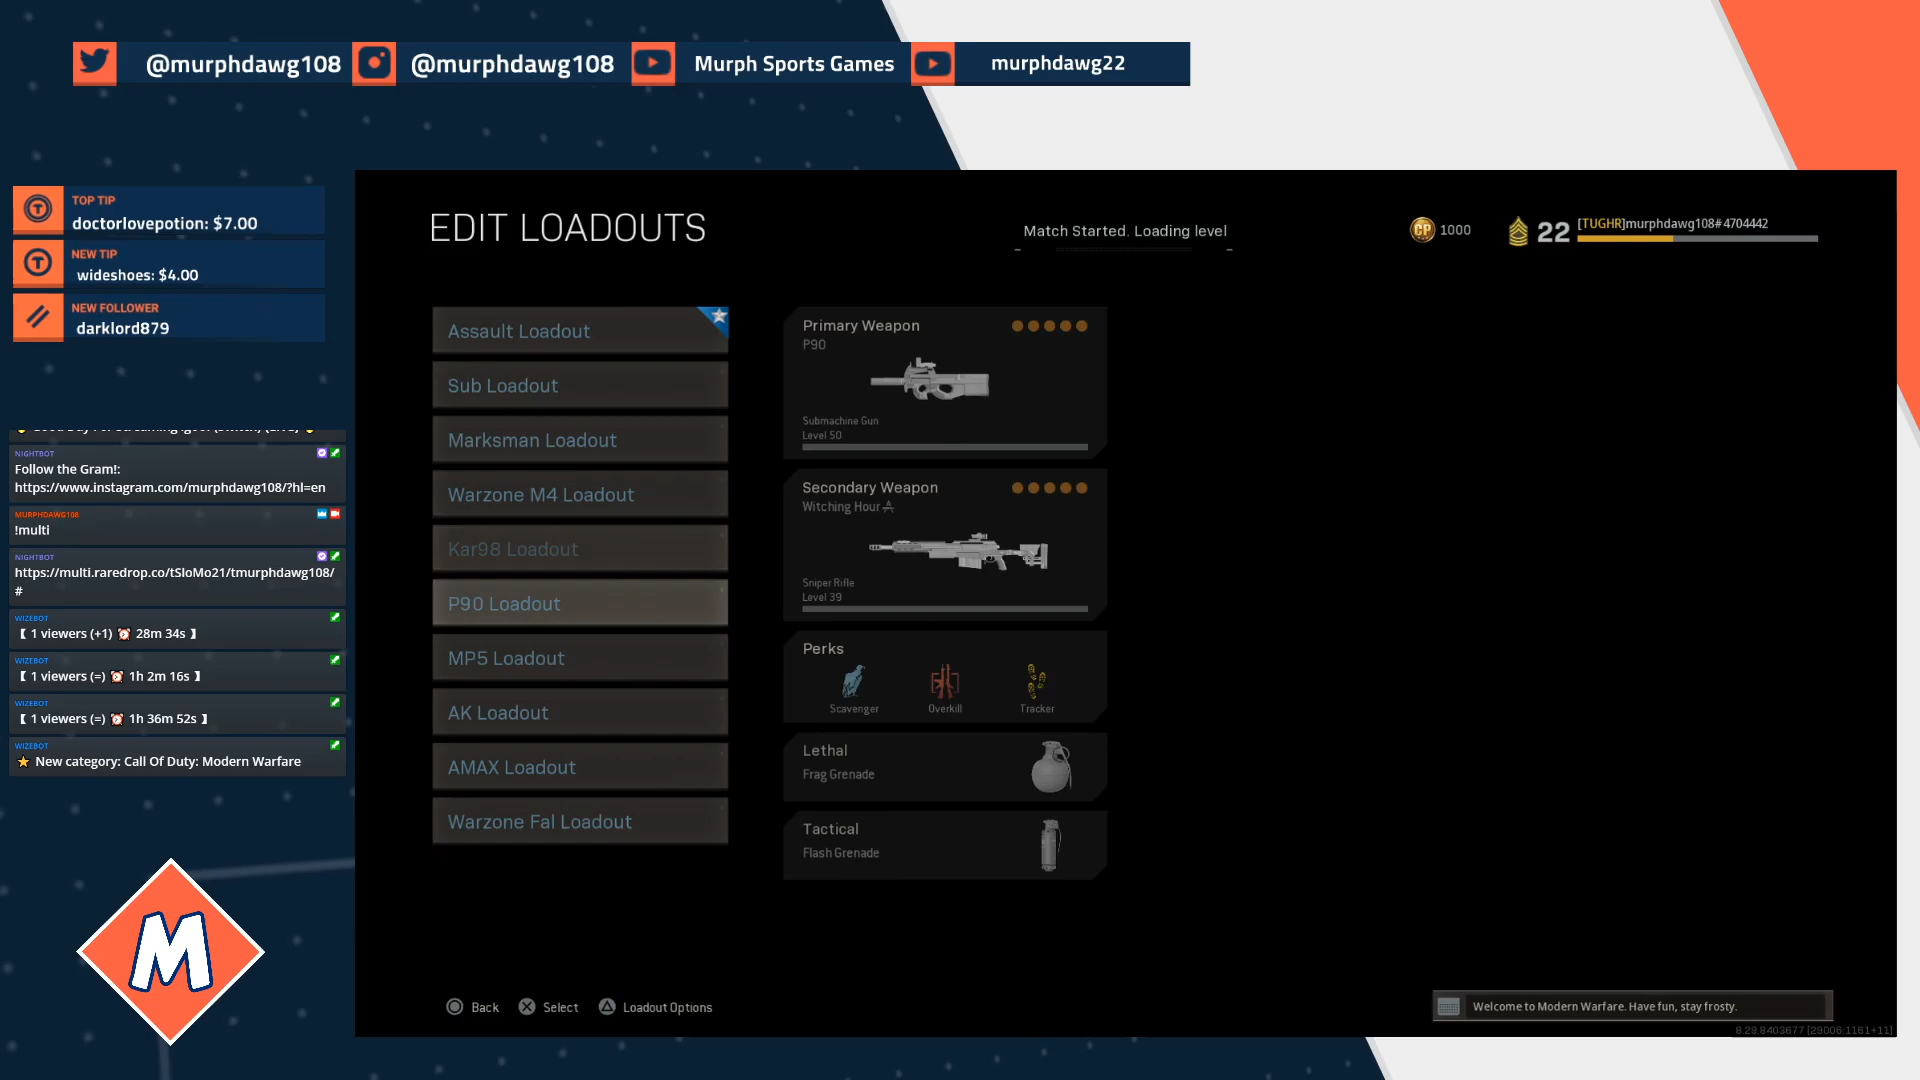 @murphdawg108
@murphdawg108
Murph Sports Games
murphdawg22
TOP TIP
doctorlovepotion: $7.00
NEW TIP
wideshoes: $4.00
NEW FOLLOWER
darklord879
NIGHTBOT
Follow the Gram!:
https://www.instagram.com/murphdawg108/?hl=en
MURPHDAWG108
!multi
NIGHTBOT
https://multi.raredrop.co/tSloMo21/tmurphdawg108/
#
WIZEBOT
【 1 viewers (+1) ⏰ 28m 34s 】
WIZEBOT
【 1 viewers (=) ⏰ 1h 2m 16s 】
WIZEBOT
【 1 viewers (=) ⏰ 1h 36m 52s 】
WIZEBOT
⭐ New category: Call Of Duty: Modern Warfare
M
EDIT LOADOUTS
Match Started. Loading level
CP 1000
22
[TUGHR]murphdawg108#4704442
Assault Loadout
Sub Loadout
Marksman Loadout
Warzone M4 Loadout
Kar98 Loadout
P90 Loadout
MP5 Loadout
AK Loadout
AMAX Loadout
Warzone Fal Loadout
Primary Weapon
P90
Submachine Gun
Level 50
Secondary Weapon
Witching Hour
Sniper Rifle
Level 39
Perks
Scavenger
Overkill
Tracker
Lethal
Frag Grenade
Tactical
Flash Grenade
Back
Select
Loadout Options
Welcome to Modern Warfare. Have fun, stay frosty.
8.29.8403677 [29006:1161+11]